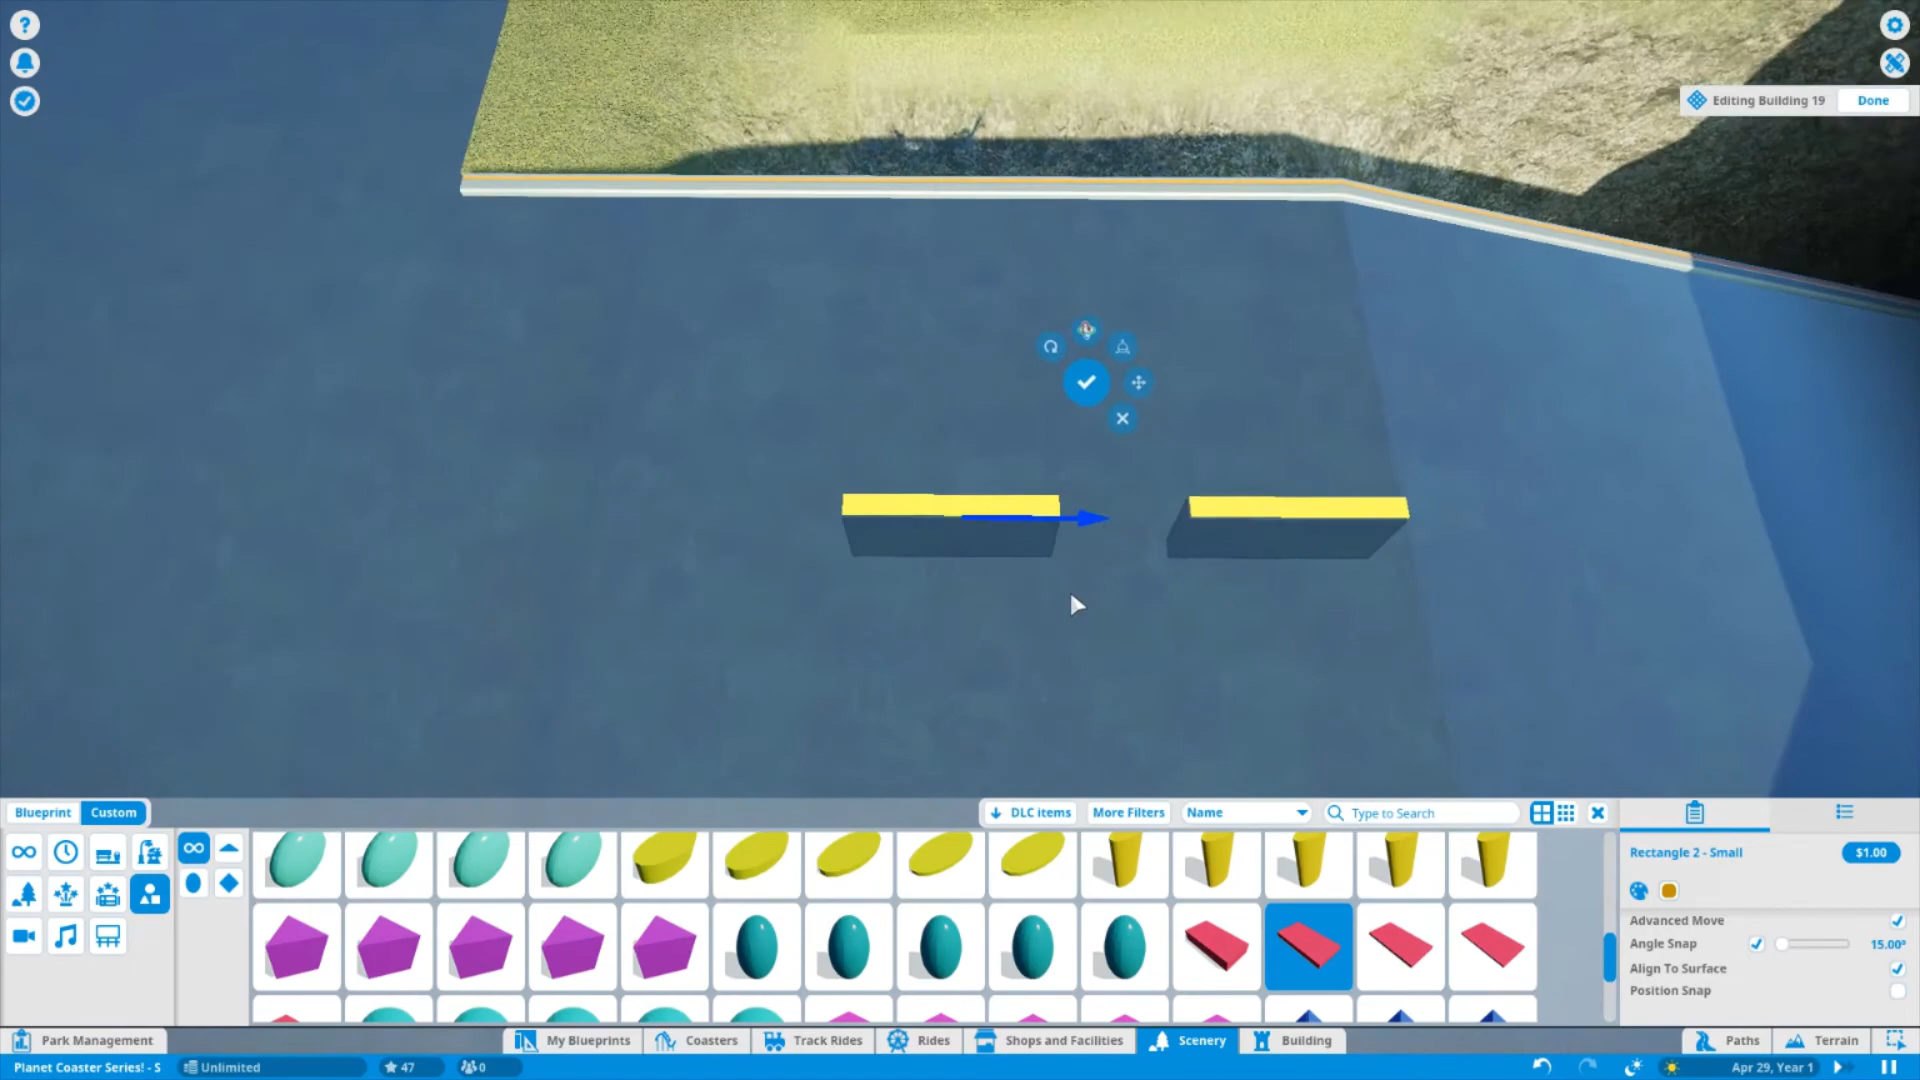 ?
Editing Building 19 Done
Blueprint Custom
DLC items More Filters Name Type to Search
Rectangle 2 - Small $1.00
Advanced Move
Angle Snap 15.00°
Align To Surface
Position Snap
Park Management My Blueprints Coasters Track Rides Rides Shops and Facilities Scenery Building Paths Terrain
Planet Coaster Series! - S Unlimited 47 0 Apr 29, Year 1